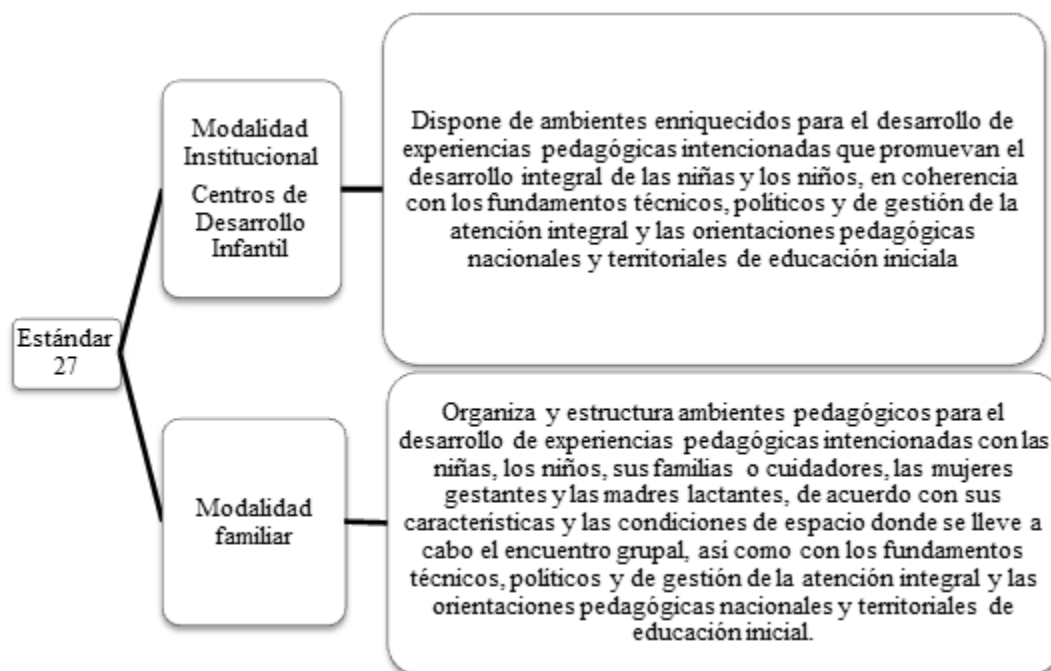 Estándar
27
Modalidad
Institucional
Centros de
Desarrollo
Infantil
Dispone de ambientes enriquecidos para el desarrollo de
experiencias pedagógicas intencionadas que promuevan el
desarrollo integral de las niñas y los niños, en coherencia
con los fundamentos técnicos, políticos y de gestión de la
atención integral y las orientaciones pedagógicas
nacionales y territoriales de educación iniciala
Modalidad
familiar
Organiza y estructura ambientes pedagógicos para el
desarrollo de experiencias pedagógicas intencionadas con las
niñas, los niños, sus familias o cuidadores, las mujeres
gestantes y las madres lactantes, de acuerdo con sus
características y las condiciones de espacio donde se lleve a
cabo el encuentro grupal, así como con los fundamentos
técnicos, políticos y de gestión de la atención integral y las
orientaciones pedagógicas nacionales y territoriales de
educación inicial.